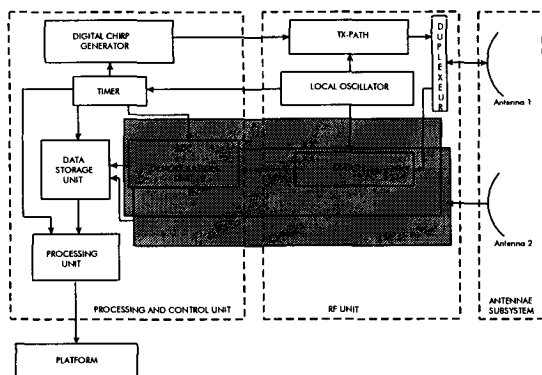 DIGITAL CHIRP
GENERATOR
TX-PATH
DUPLEXEUR
Antenna 1
TIMER
LOCAL OSCILLATOR
DATA
STORAGE
UNIT
Antenna 2
PROCESSING
UNIT
PROCESSING AND CONTROL UNIT
RF UNIT
ANTENNAE
SUBSYSTEM
PLATFORM